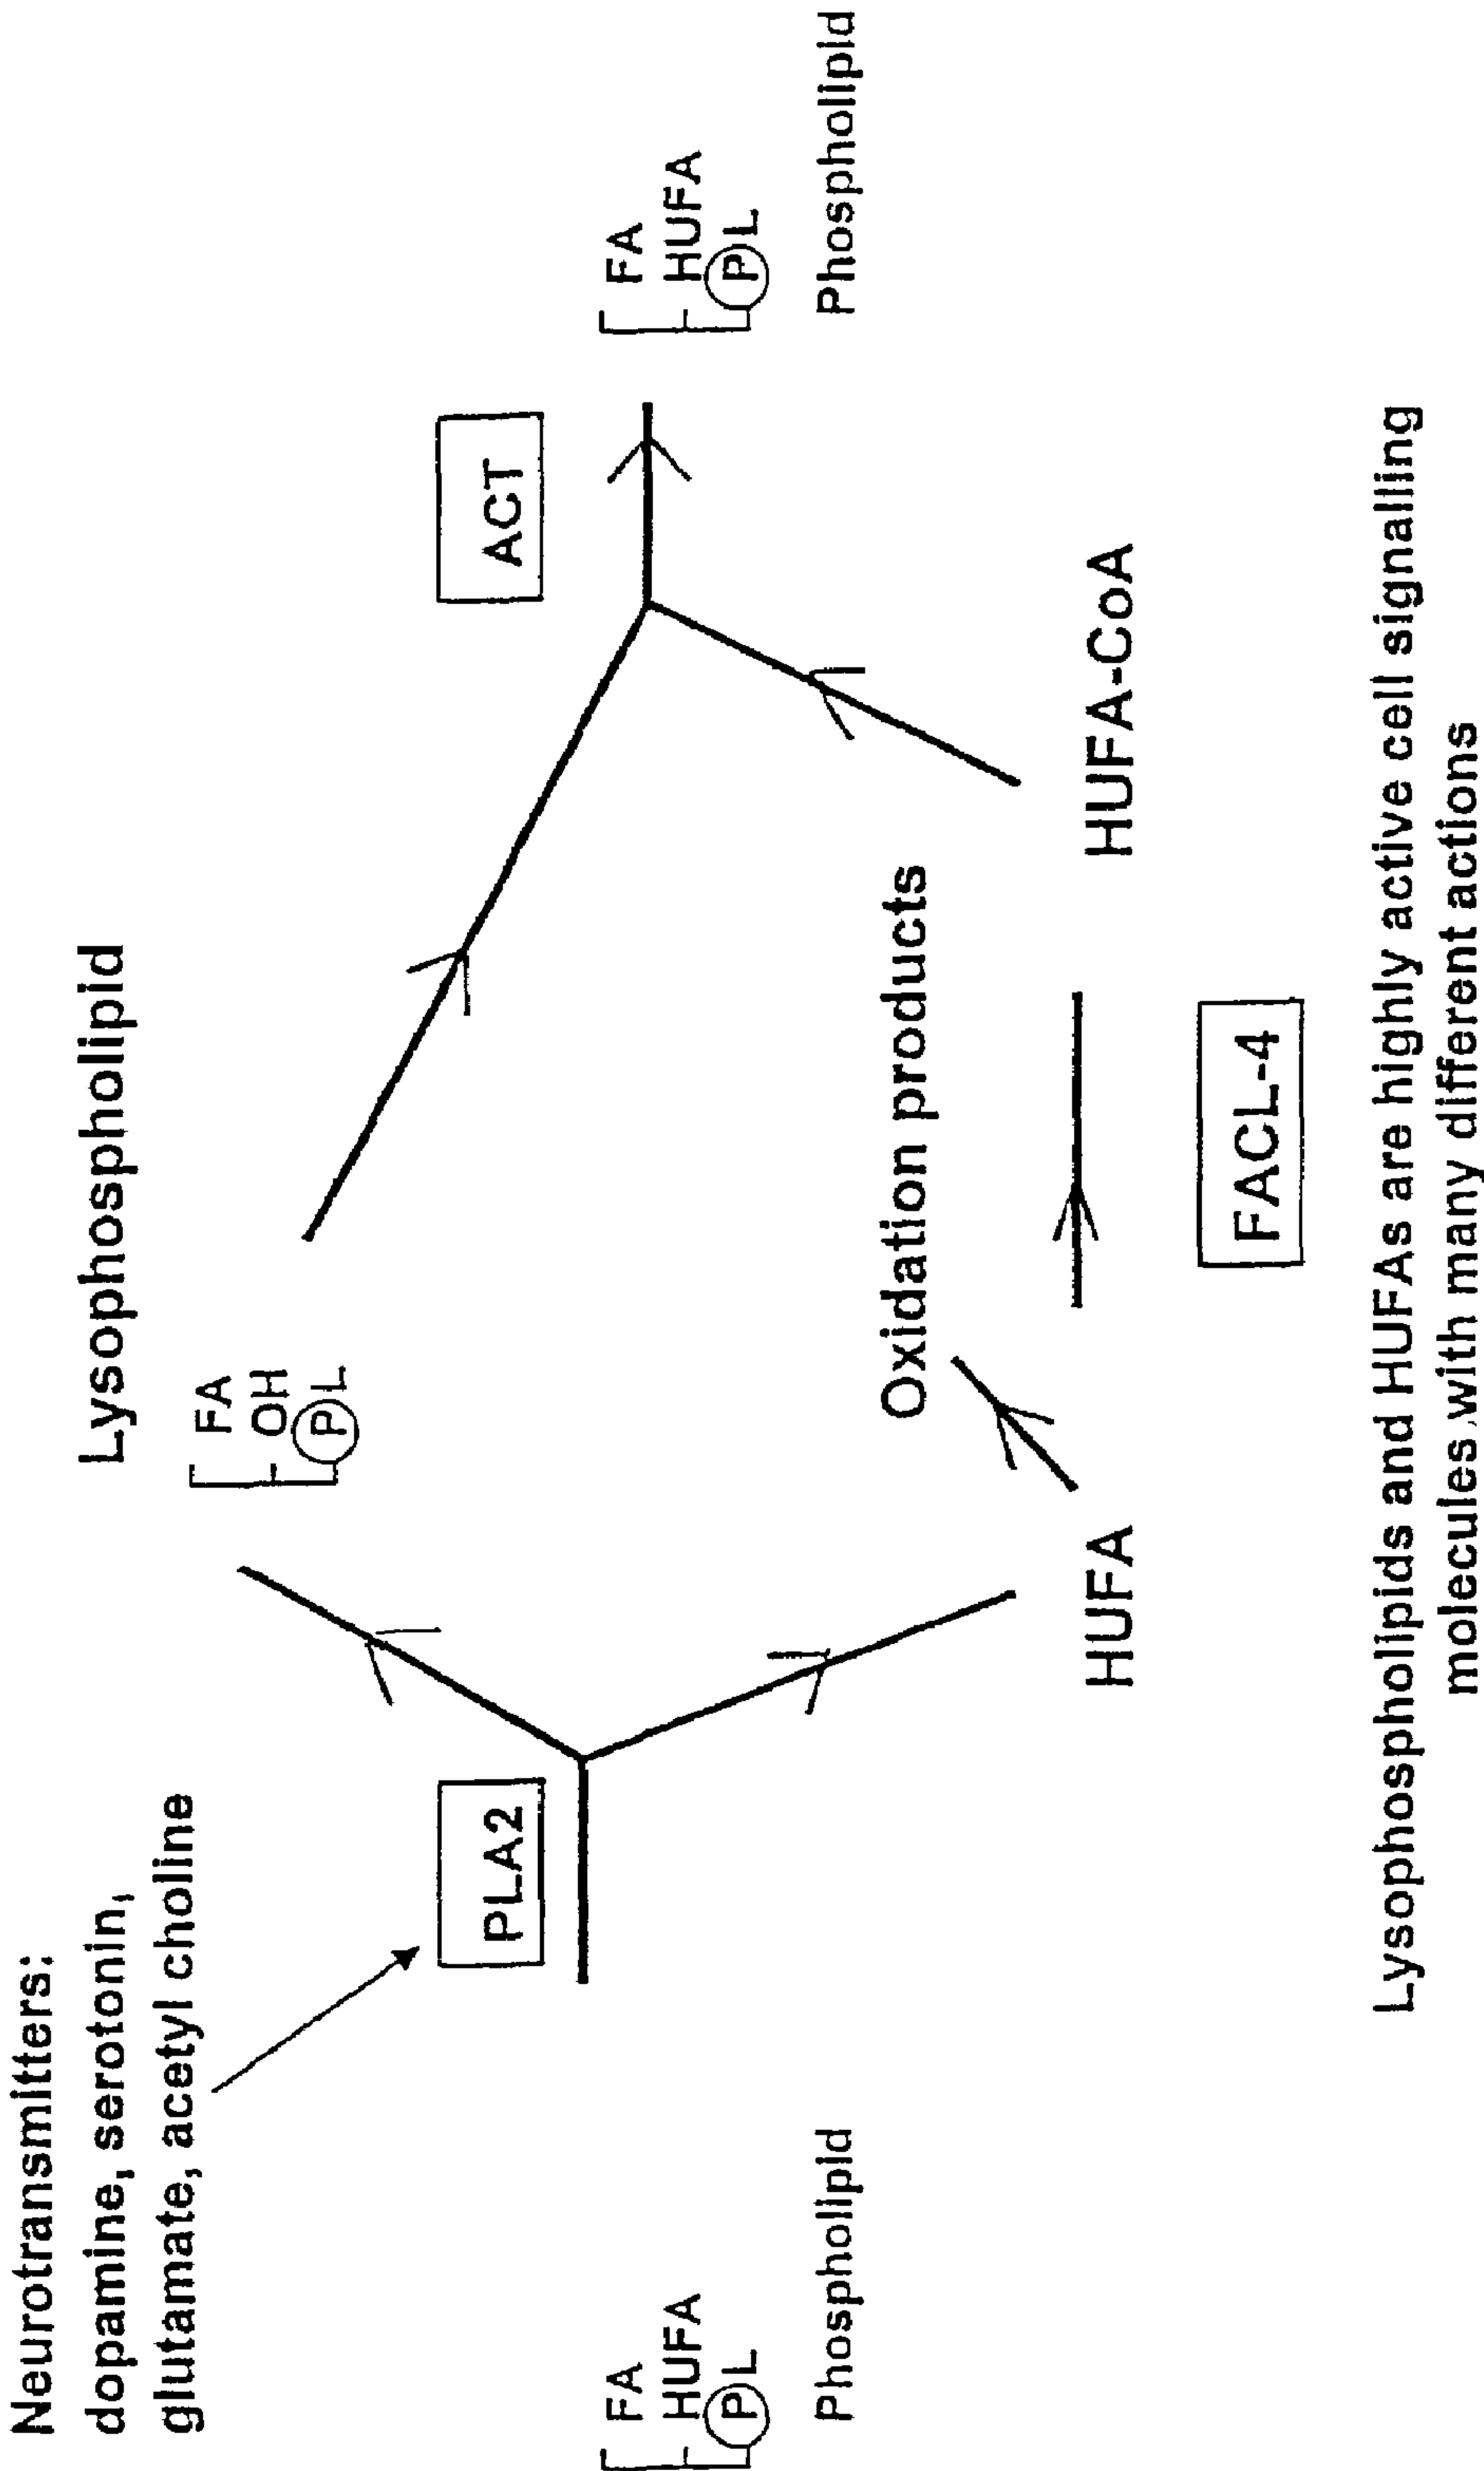 Neurotransmitters:
dopamine, serotonin,
glutamate, acetyl choline
Lysophospholipid
FA
OH
PL
PLA2
ACT
FA
HUFA
PL
Phospholipid
FA
HUFA
PL
Phospholipid
Oxidation products
HUFA
HUFA-CoA
FACL-4
Lysophospholipids and HUFAs are highly active cell signalling
molecules with many different actions